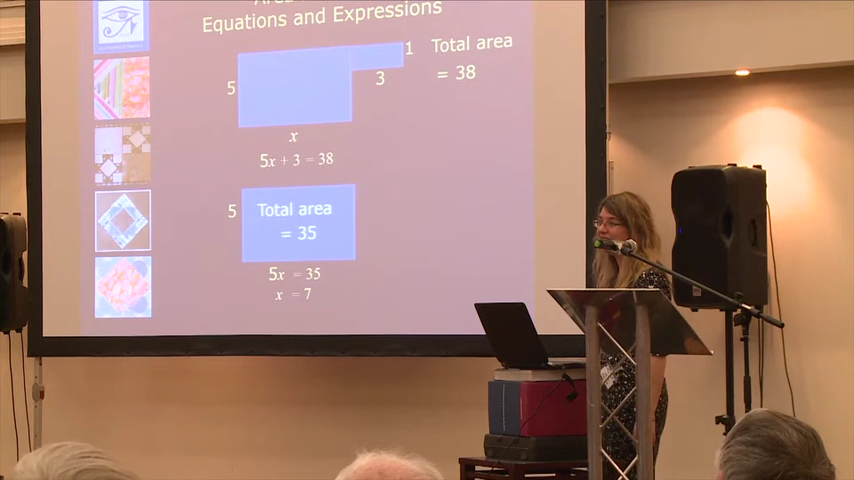 Equations and Expressions
1
Total area
= 38
5
3
x
5x + 3 = 38
5
Total area
= 35
5x = 35
x = 7